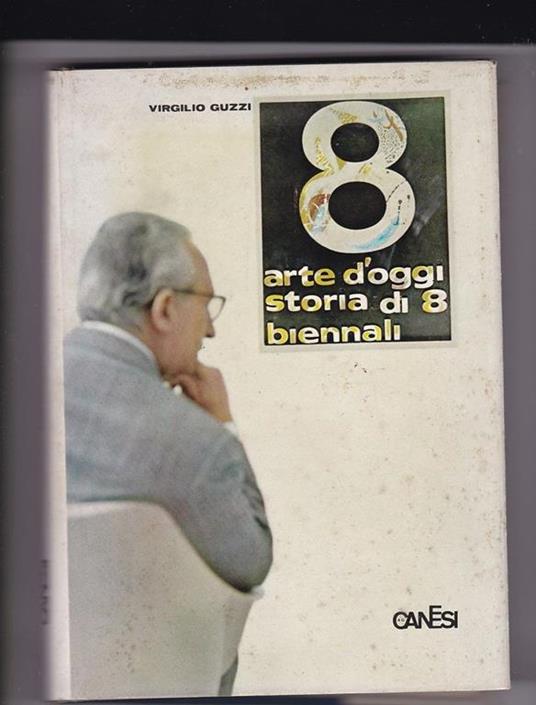 VIRGILIO GUZZI
8
arte d'oggi
storia di 8
biennali
CANESI